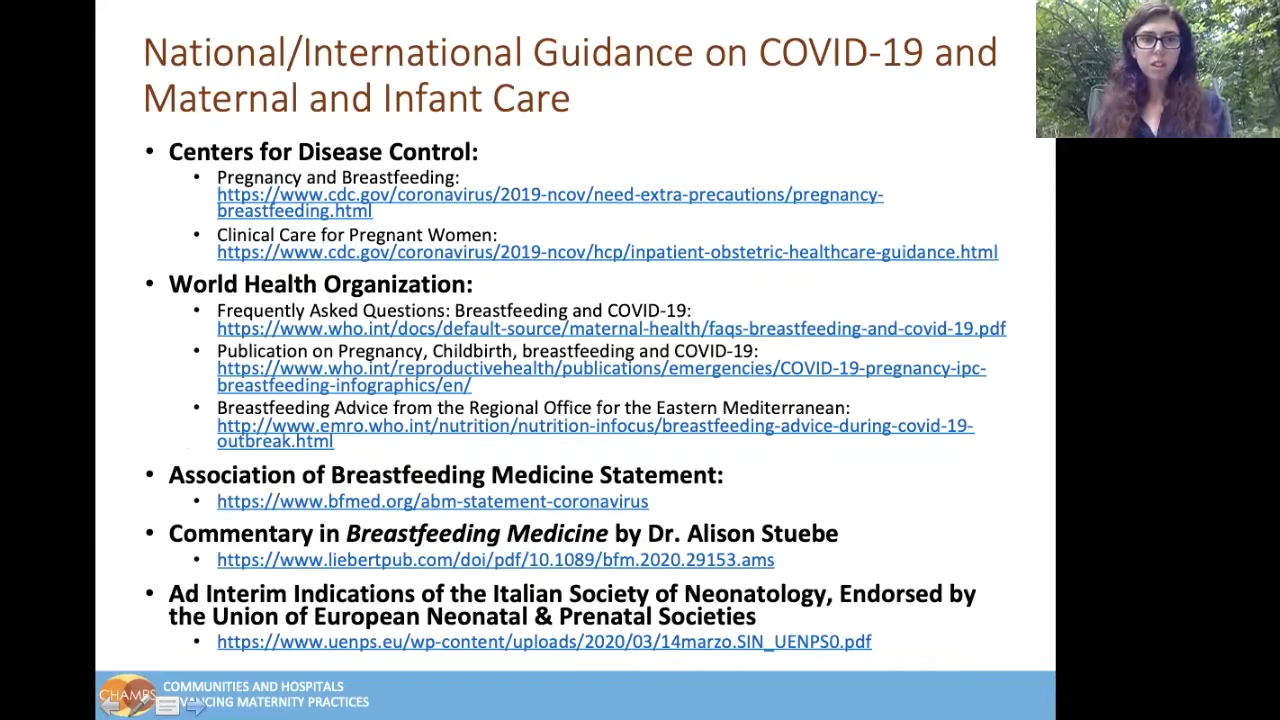 National/International Guidance on COVID-19 and
Maternal and Infant Care
• Centers for Disease Control:
• Pregnancy and Breastfeeding:
https://www.cdc.gov/coronavirus/2019-ncov/need-extra-precautions/pregnancy-
breastfeeding.html
• Clinical Care for Pregnant Women:
https://www.cdc.gov/coronavirus/2019-ncov/hcp/inpatient-obstetric-healthcare-guidance.html
• World Health Organization:
• Frequently Asked Questions: Breastfeeding and COVID-19:
https://www.who.int/docs/default-source/maternal-health/faqs-breastfeeding-and-covid-19.pdf
• Publication on Pregnancy, Childbirth, breastfeeding and COVID-19:
https://www.who.int/reproductivehealth/publications/emergencies/COVID-19-pregnancy-ipc-
breastfeeding-infographics/en/
• Breastfeeding Advice from the Regional Office for the Eastern Mediterranean:
http://www.emro.who.int/nutrition/nutrition-infocus/breastfeeding-advice-during-covid-19-
outbreak.html
• Association of Breastfeeding Medicine Statement:
• https://www.bfmed.org/abm-statement-coronavirus
• Commentary in Breastfeeding Medicine by Dr. Alison Stuebe
• https://www.liebertpub.com/doi/pdf/10.1089/bfm.2020.29153.ams
• Ad Interim Indications of the Italian Society of Neonatology, Endorsed by
the Union of European Neonatal & Prenatal Societies
• https://www.uenps.eu/wp-content/uploads/2020/03/14marzo.SIN_UENPS0.pdf
CHAMPS
COMMUNITIES AND HOSPITALS
ADVANCING MATERNITY PRACTICES